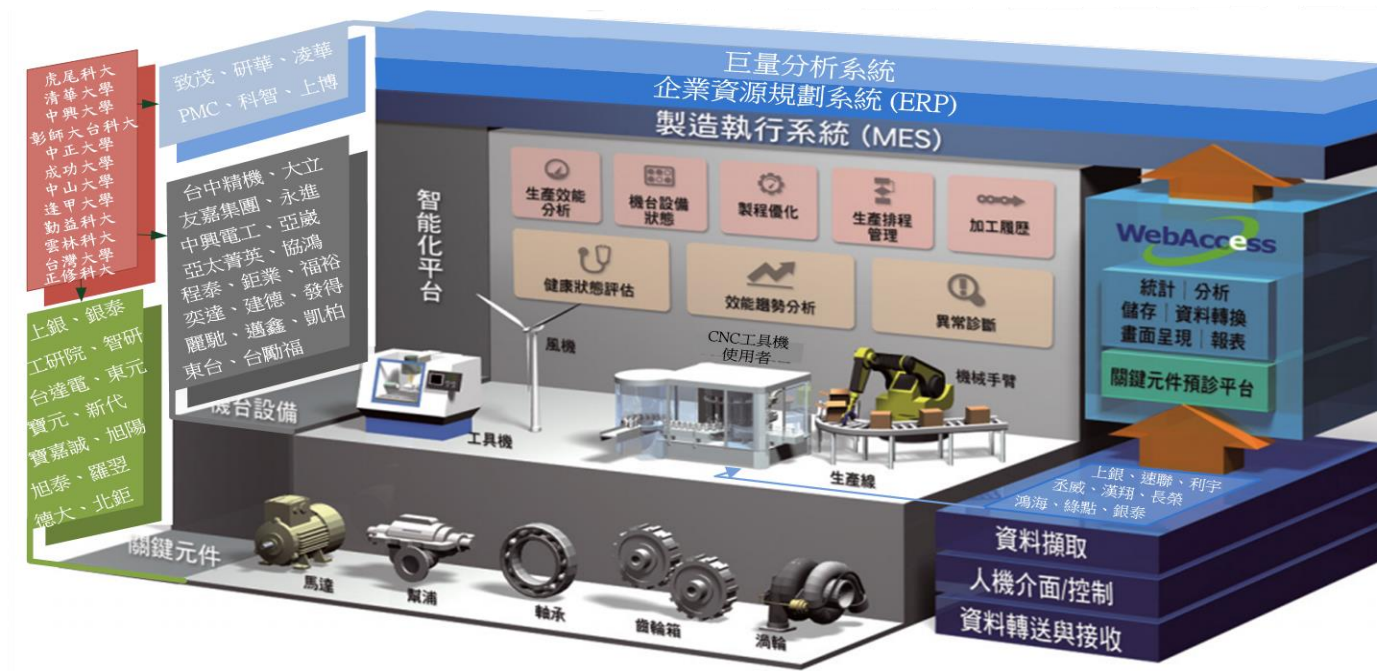 虎尾科大
清華大學
中興大學
彰師大台科大
中正大學
成功大學
中山大學
逢甲大學
勤益科大
雲林科大
台灣大學
正修科大
致茂、研華、凌華
PMC、科智、上博
台中精機、大立
友嘉集團、永進
中興電工、亞崴
亞太菁英、協鴻
程泰、鉅業、福裕
奕達、建德、發得
麗馳、邁鑫、凱柏
東台、台勵福
上銀、銀泰
工研院、智研
台達電、東元
寶元、新代
寶嘉誠、旭陽
旭泰、羅翌
德大、北鉅
巨量分析系統
企業資源規劃系統 (ERP)
製造執行系統 (MES)
智能化平台
生產效能
分析
機台設備
狀態
製程優化
生產排程
管理
加工履歷
健康狀態評估
效能趨勢分析
異常診斷
機台設備
工具機
風機
CNC工具機
使用者
機械手臂
生產線
關鍵元件
馬達
幫浦
軸承
齒輪箱
渦輪
WebAccess
統計｜分析
儲存｜資料轉換
畫面呈現｜報表
關鍵元件預診平台
上銀、速聯、利宇
丞威、漢翔、長榮
鴻海、綠點、銀泰
資料擷取
人機介面/控制
資料轉送與接收